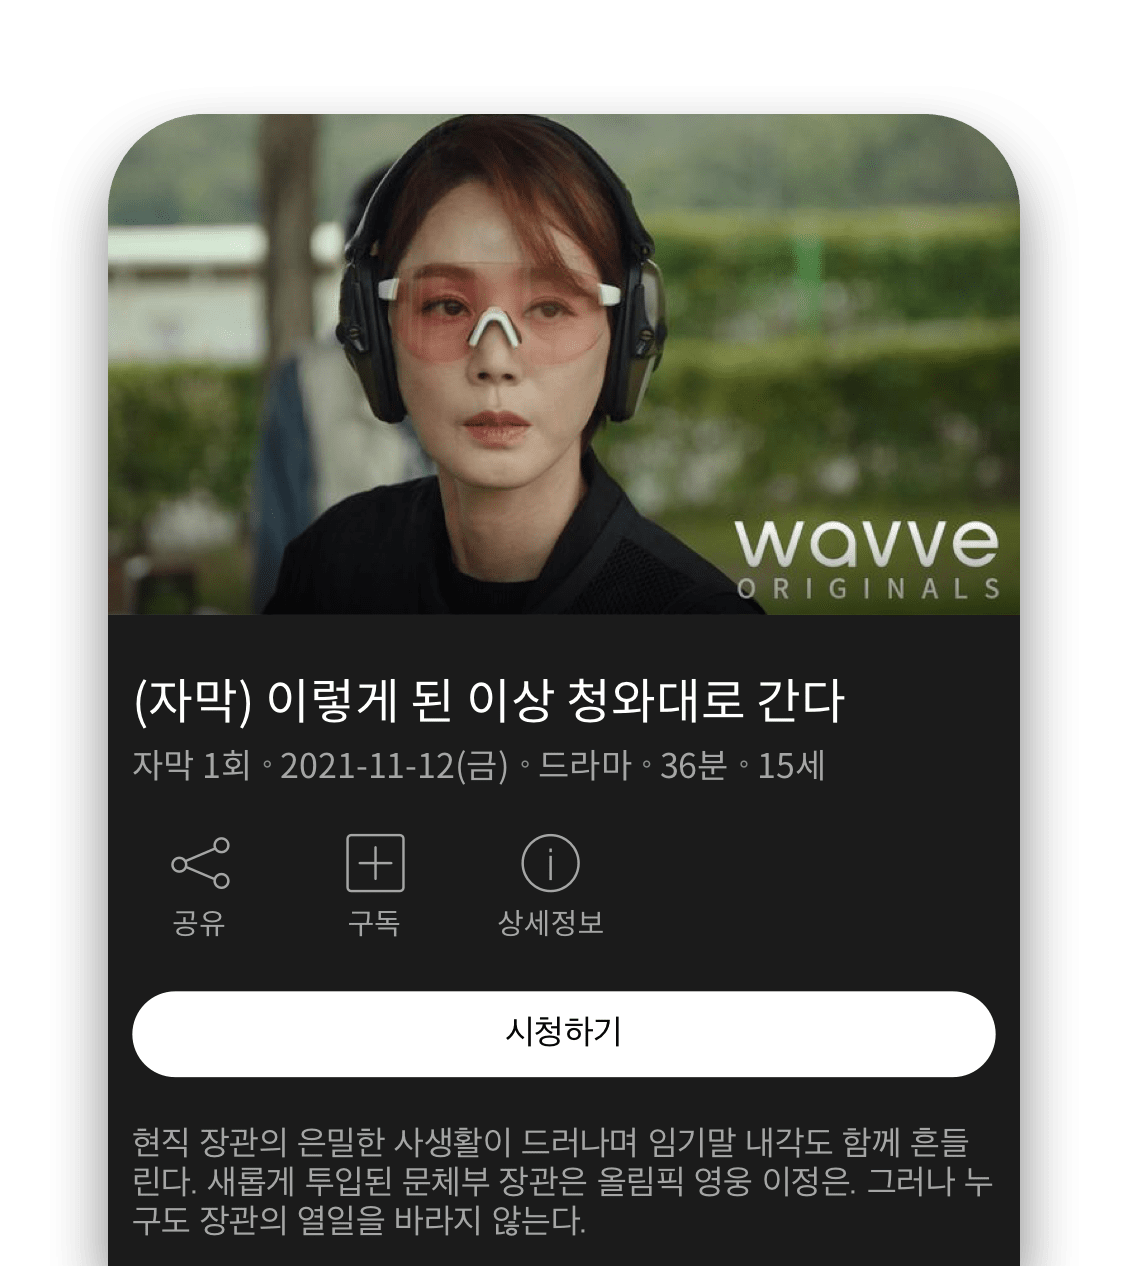 wavve
ORIGINALS
(자막) 이렇게 된 이상 청와대로 간다
자막 1회 ◦ 2021-11-12(금) ◦ 드라마 ◦ 36분 ◦ 15세
공유
구독
상세정보
시청하기
현직 장관의 은밀한 사생활이 드러나며 임기말 내각도 함께 흔들
린다. 새롭게 투입된 문체부 장관은 올림픽 영웅 이정은. 그러나 누
구도 장관의 열일을 바라지 않는다.